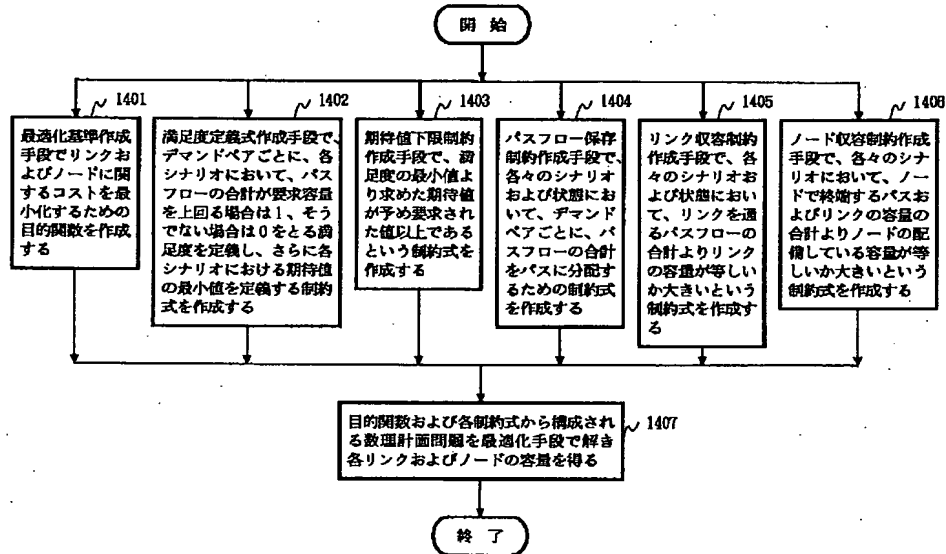 開 始
1401
最適化基準作成
手段でリンクお
よびノードに関
するコストを最
小化するための
目的関数を作成
する
1402
満足度定義式作成手段で、
デマンドペアごとに、各
シナリオにおいて、パス
フローの合計が要求容量
を上回る場合は1、そう
でない場合は0をとる満
足度を定義し、さらに各
シナリオにおける期待値
の最小値を定義する制約
式を作成する
1403
期待値下限制約
作成手段で、満
足度の最小値よ
り求めた期待値
が予め要求され
た値以上である
という制約式を
作成する
1404
パスフロー保存
制約作成手段で、
各々のシナリオ
および状態にお
いて、デマンド
ペアごとに、パ
スフローの合計
をパスに分配す
るための制約式
を作成する
1405
リンク収容制約
作成手段で、各
々のシナリオお
よび状態におい
て、リンクを通
るパスフローの
合計よりリンク
の容量が等しい
か大きいという
制約式を作成す
る
1406
ノード収容制約作成
手段で、各々のシナ
リオにおいて、ノー
ドで終端するパスお
よびリンクの容量の
合計よりノードの配
備している容量が等
しいか大きいという
制約式を作成する
目的関数および各制約式から構成され
る数理計画問題を最適化手段で解き
各リンクおよびノードの容量を得る
1407
終 了